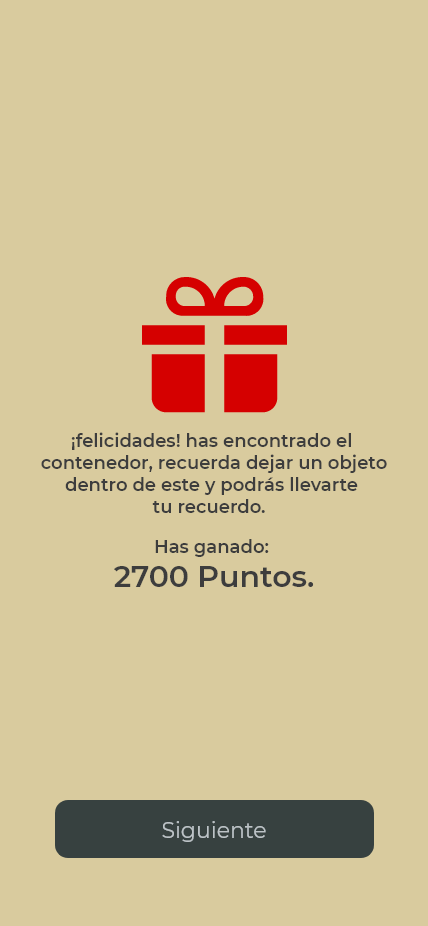 ¡felicidades! has encontrado el
contenedor, recuerda dejar un objeto
dentro de este y podrás llevarte
tu recuerdo.
Has ganado:
2700 Puntos.
Siguiente